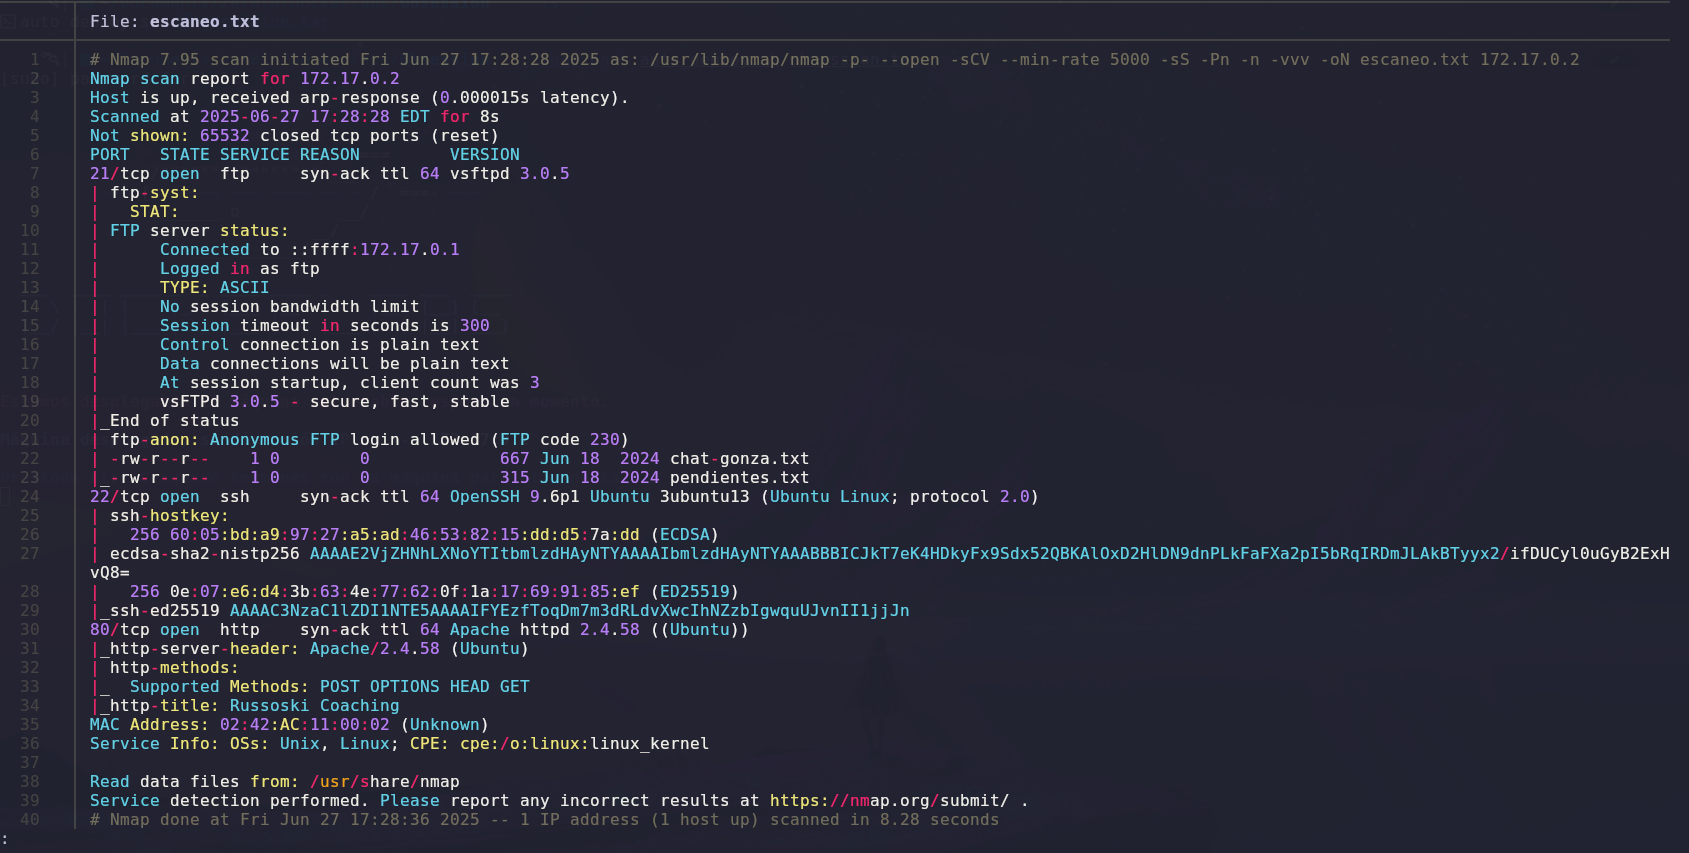 File: escaneo.txt
1 # Nmap 7.95 scan initiated Fri Jun 27 17:28:28 2025 as: /usr/lib/nmap/nmap -p- --open -sCV --min-rate 5000 -sS -Pn -n -vvv -oN escaneo.txt 172.17.0.2
2 Nmap scan report for 172.17.0.2
3 Host is up, received arp-response (0.000015s latency).
4 Scanned at 2025-06-27 17:28:28 EDT for 8s
5 Not shown: 65532 closed tcp ports (reset)
6 PORT   STATE SERVICE REASON         VERSION
7 21/tcp open  ftp     syn-ack ttl 64 vsftpd 3.0.5
8 | ftp-syst:
9 |   STAT:
10 | FTP server status:
11 |      Connected to ::ffff:172.17.0.1
12 |      Logged in as ftp
13 |      TYPE: ASCII
14 |      No session bandwidth limit
15 |      Session timeout in seconds is 300
16 |      Control connection is plain text
17 |      Data connections will be plain text
18 |      At session startup, client count was 3
19 |      vsFTPd 3.0.5 - secure, fast, stable
20 |_End of status
21 | ftp-anon: Anonymous FTP login allowed (FTP code 230)
22 | -rw-r--r--    1 0        0             667 Jun 18  2024 chat-gonza.txt
23 |_-rw-r--r--    1 0        0             315 Jun 18  2024 pendientes.txt
24 22/tcp open  ssh     syn-ack ttl 64 OpenSSH 9.6p1 Ubuntu 3ubuntu13 (Ubuntu Linux; protocol 2.0)
25 | ssh-hostkey:
26 |   256 60:05:bd:a9:97:27:a5:ad:46:53:82:15:dd:d5:7a:dd (ECDSA)
27 | ecdsa-sha2-nistp256 AAAAE2VjZHNhLXNoYTItbmlzdHAyNTYAAAAIbmlzdHAyNTYAAABBBICJkT7eK4HDkyFx9Sdx52QBKAlOxD2HlDN9dnPLkFaFXa2pI5bRqIRDmJLAkBTyyx2/ifDUCyl0uGyB2ExH
vQ8=
28 |   256 0e:07:e6:d4:3b:63:4e:77:62:0f:1a:17:69:91:85:ef (ED25519)
29 |_ssh-ed25519 AAAAC3NzaC1lZDI1NTE5AAAAIFYEzfToqDm7m3dRLdvXwcIhNZzbIgwquUJvnII1jjJn
30 80/tcp open  http    syn-ack ttl 64 Apache httpd 2.4.58 ((Ubuntu))
31 |_http-server-header: Apache/2.4.58 (Ubuntu)
32 | http-methods:
33 |_  Supported Methods: POST OPTIONS HEAD GET
34 |_http-title: Russoski Coaching
35 MAC Address: 02:42:AC:11:00:02 (Unknown)
36 Service Info: OSs: Unix, Linux; CPE: cpe:/o:linux:linux_kernel
37
38 Read data files from: /usr/share/nmap
39 Service detection performed. Please report any incorrect results at https://nmap.org/submit/ .
40 # Nmap done at Fri Jun 27 17:28:36 2025 -- 1 IP address (1 host up) scanned in 8.28 seconds
: